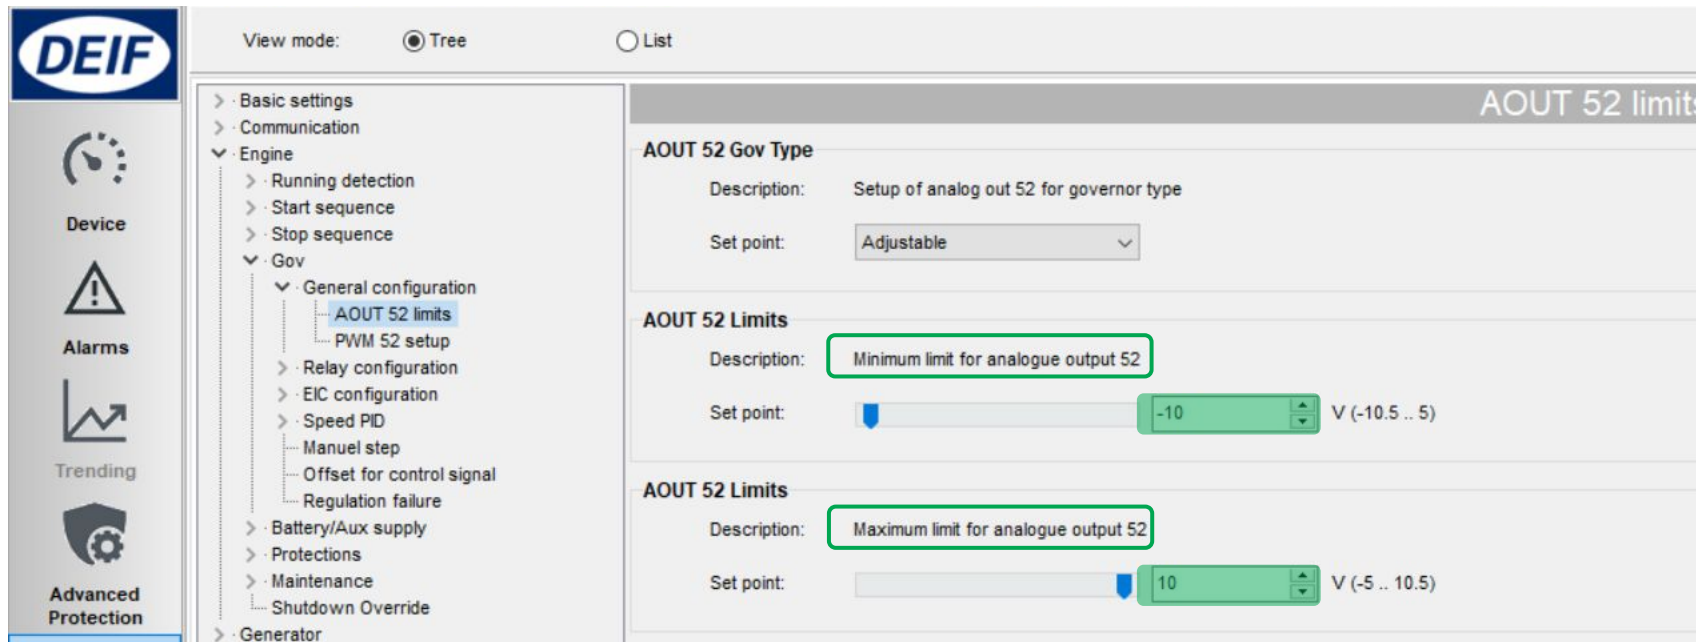 DEIF
View mode: Tree List
Device
Alarms
Trending
Advanced
Protection
Basic settings
Communication
Engine
Running detection
Start sequence
Stop sequence
Gov
General configuration
AOUT 52 limits
PWM 52 setup
Relay configuration
EIC configuration
Speed PID
Manuel step
Offset for control signal
Regulation failure
Battery/Aux supply
Protections
Maintenance
Shutdown Override
Generator
AOUT 52 limits
AOUT 52 Gov Type
Description: Setup of analog out 52 for governor type
Set point: Adjustable
AOUT 52 Limits
Description: Minimum limit for analogue output 52
Set point: -10 V (-10.5 .. 5)
AOUT 52 Limits
Description: Maximum limit for analogue output 52
Set point: 10 V (-5 .. 10.5)